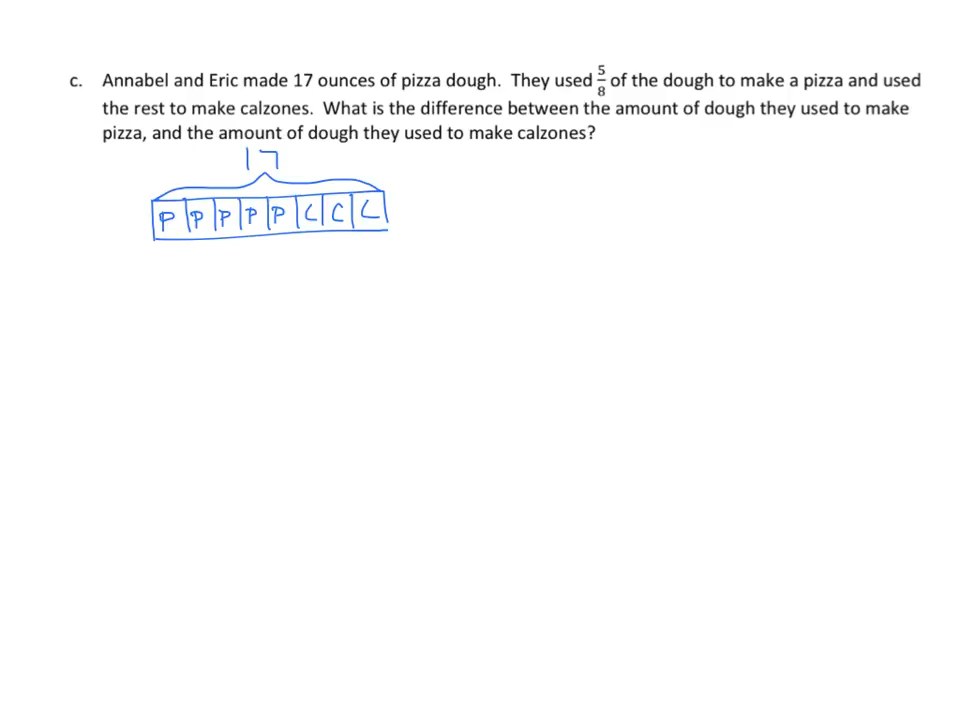 c. Annabel and Eric made 17 ounces of pizza dough. They used 5/8 of the dough to make a pizza and used
the rest to make calzones. What is the difference between the amount of dough they used to make
pizza, and the amount of dough they used to make calzones?
17
P P P P P C C C